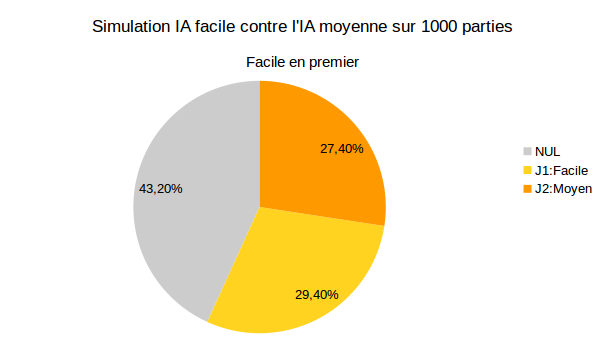 Simulation IA facile contre l'IA moyenne sur 1000 parties
Facile en premier
27,40%
NUL
J1:Facile
43,20%
J2:Moyen
29,40%